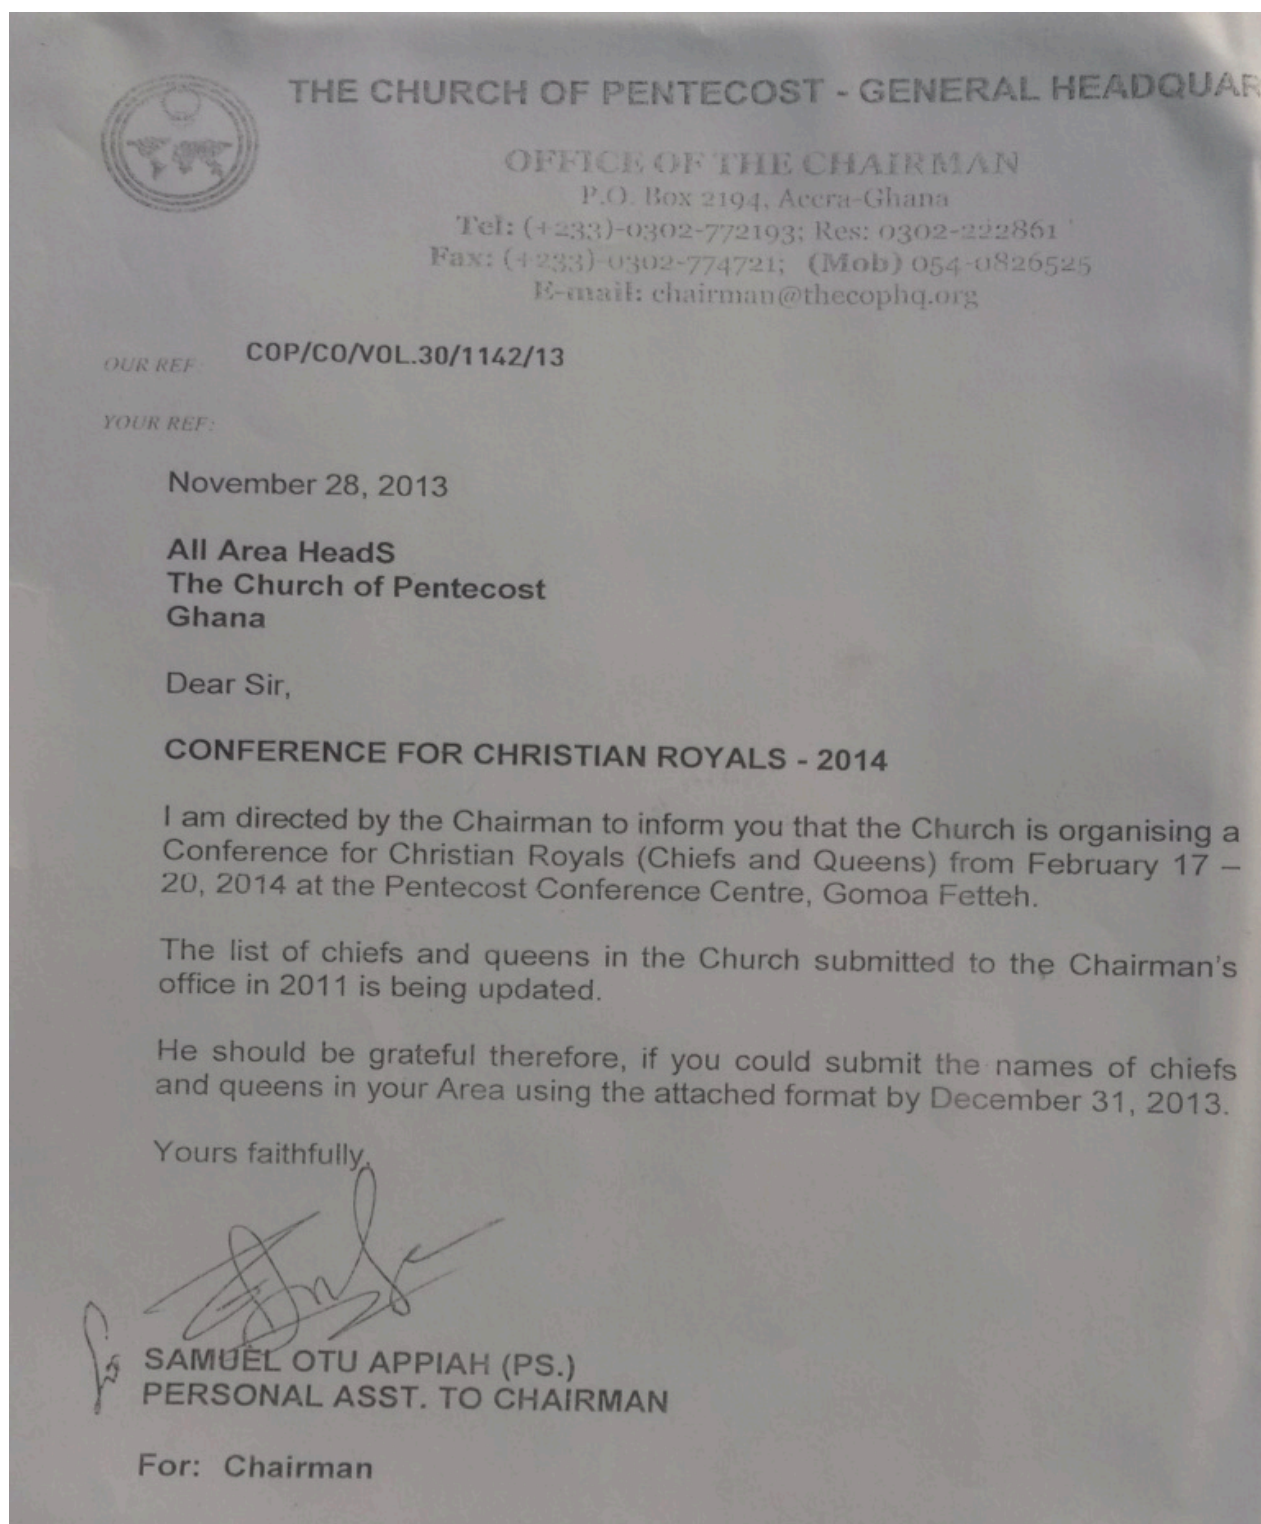 THE CHURCH OF PENTECOST - GENERAL HEADQUAR
OFFICE OF THE CHAIRMAN
P.O. Box 2194, Accra-Ghana
Tel: (+233)-0302-772193; Res: 0302-222861
Fax: (+233)-0302-774721; (Mob) 054-0826525
E-mail: chairman@thecophq.org
OUR REF: COP/CO/VOL.30/1142/13
YOUR REF:
November 28, 2013
All Area HeadS
The Church of Pentecost
Ghana
Dear Sir,
CONFERENCE FOR CHRISTIAN ROYALS - 2014
I am directed by the Chairman to inform you that the Church is organising a
Conference for Christian Royals (Chiefs and Queens) from February 17 –
20, 2014 at the Pentecost Conference Centre, Gomoa Fetteh.
The list of chiefs and queens in the Church submitted to the Chairman's
office in 2011 is being updated.
He should be grateful therefore, if you could submit the names of chiefs
and queens in your Area using the attached format by December 31, 2013.
Yours faithfully,
SAMUEL OTU APPIAH (PS.)
PERSONAL ASST. TO CHAIRMAN
For: Chairman